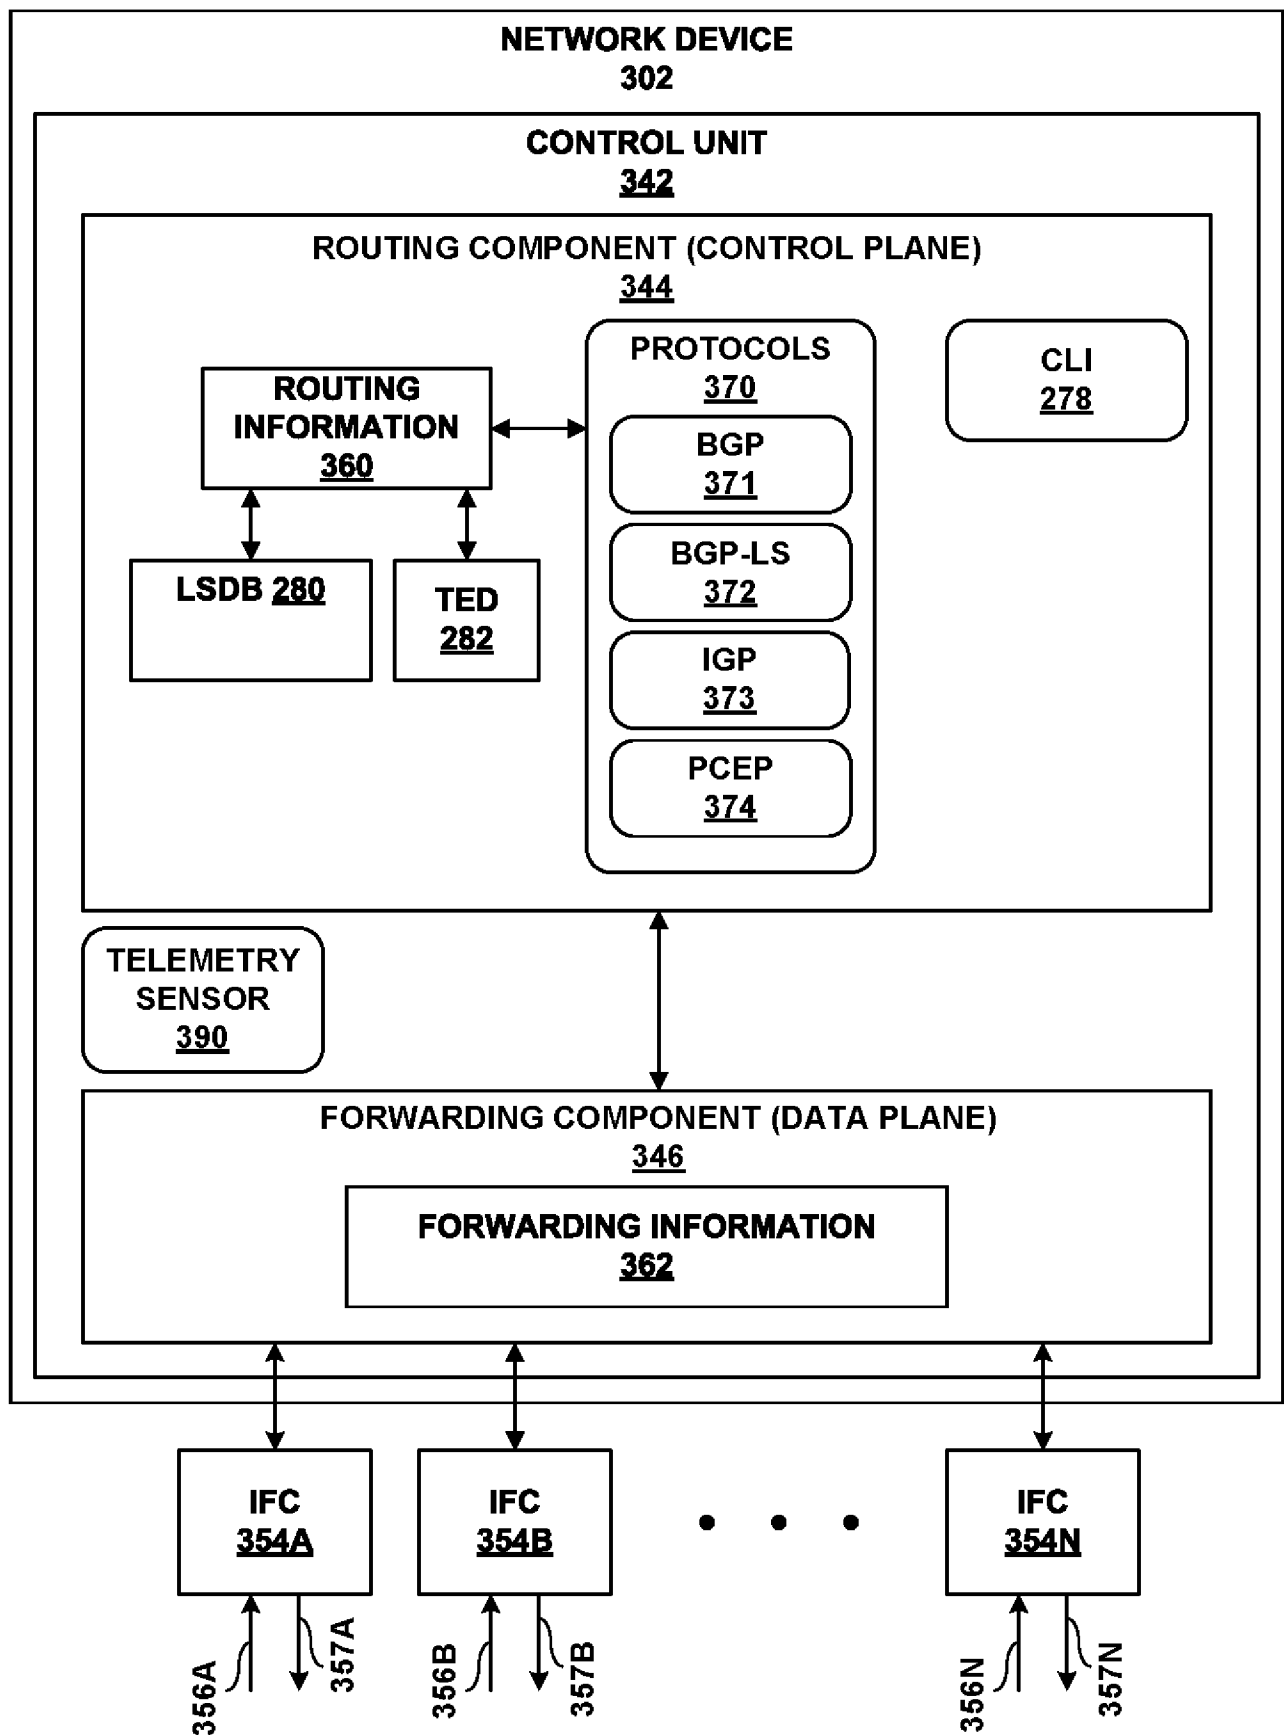 NETWORK DEVICE
302
CONTROL UNIT
342
ROUTING COMPONENT (CONTROL PLANE)
344
ROUTING
INFORMATION
360
LSDB 280
TED
282
PROTOCOLS
370
BGP
371
BGP-LS
372
IGP
373
PCEP
374
CLI
278
TELEMETRY
SENSOR
390
FORWARDING COMPONENT (DATA PLANE)
346
FORWARDING INFORMATION
362
IFC
354A
IFC
354B
IFC
354N
356A
357A
356B
357B
356N
357N